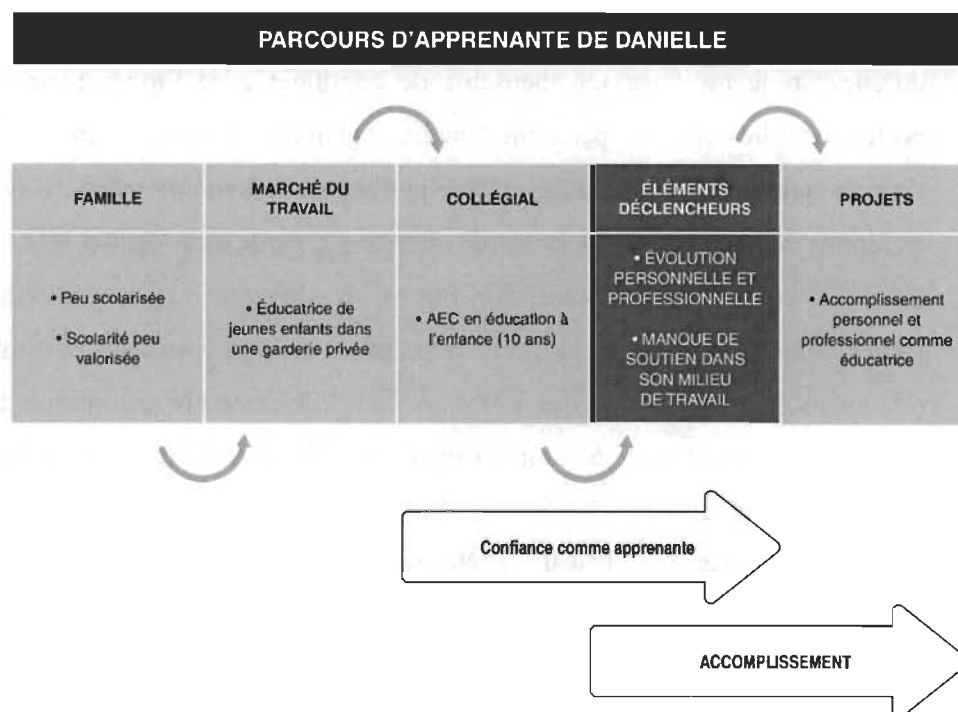 PARCOURS D'APPRENANTE DE DANIELLE
FAMILLE
MARCHÉ DU
TRAVAIL
COLLÉGIAL
ÉLÉMENTS
DÉCLENCHEURS
PROJETS
• Peu scolarisée
• Scolarité peu
valorisée
• Éducatrice de
jeunes enfants dans
une garderie privée
• AEC en éducation à
l'enfance (10 ans)
• ÉVOLUTION
PERSONNELLE ET
PROFESSIONNELLE
• MANQUE DE
SOUTIEN DANS
SON MILIEU
DE TRAVAIL
• Accomplissement
personnel et
professionnel comme
éducatrice
Confiance comme apprenante
ACCOMPLISSEMENT